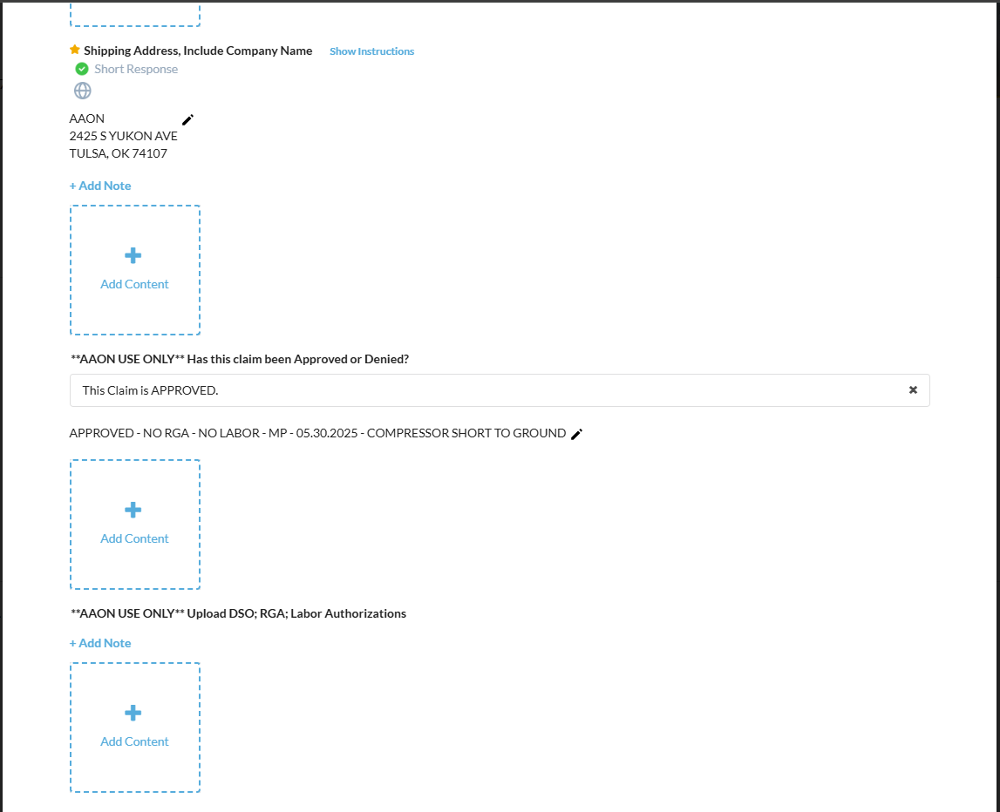 Shipping Address, Include Company Name Show Instructions
Short Response
AAON
2425 S YUKON AVE
TULSA, OK 74107
+ Add Note
Add Content
**AAON USE ONLY** Has this claim been Approved or Denied?
This Claim is APPROVED.
APPROVED - NO RGA - NO LABOR - MP - 05.30.2025 - COMPRESSOR SHORT TO GROUND
Add Content
**AAON USE ONLY** Upload DSO; RGA; Labor Authorizations
+ Add Note
Add Content